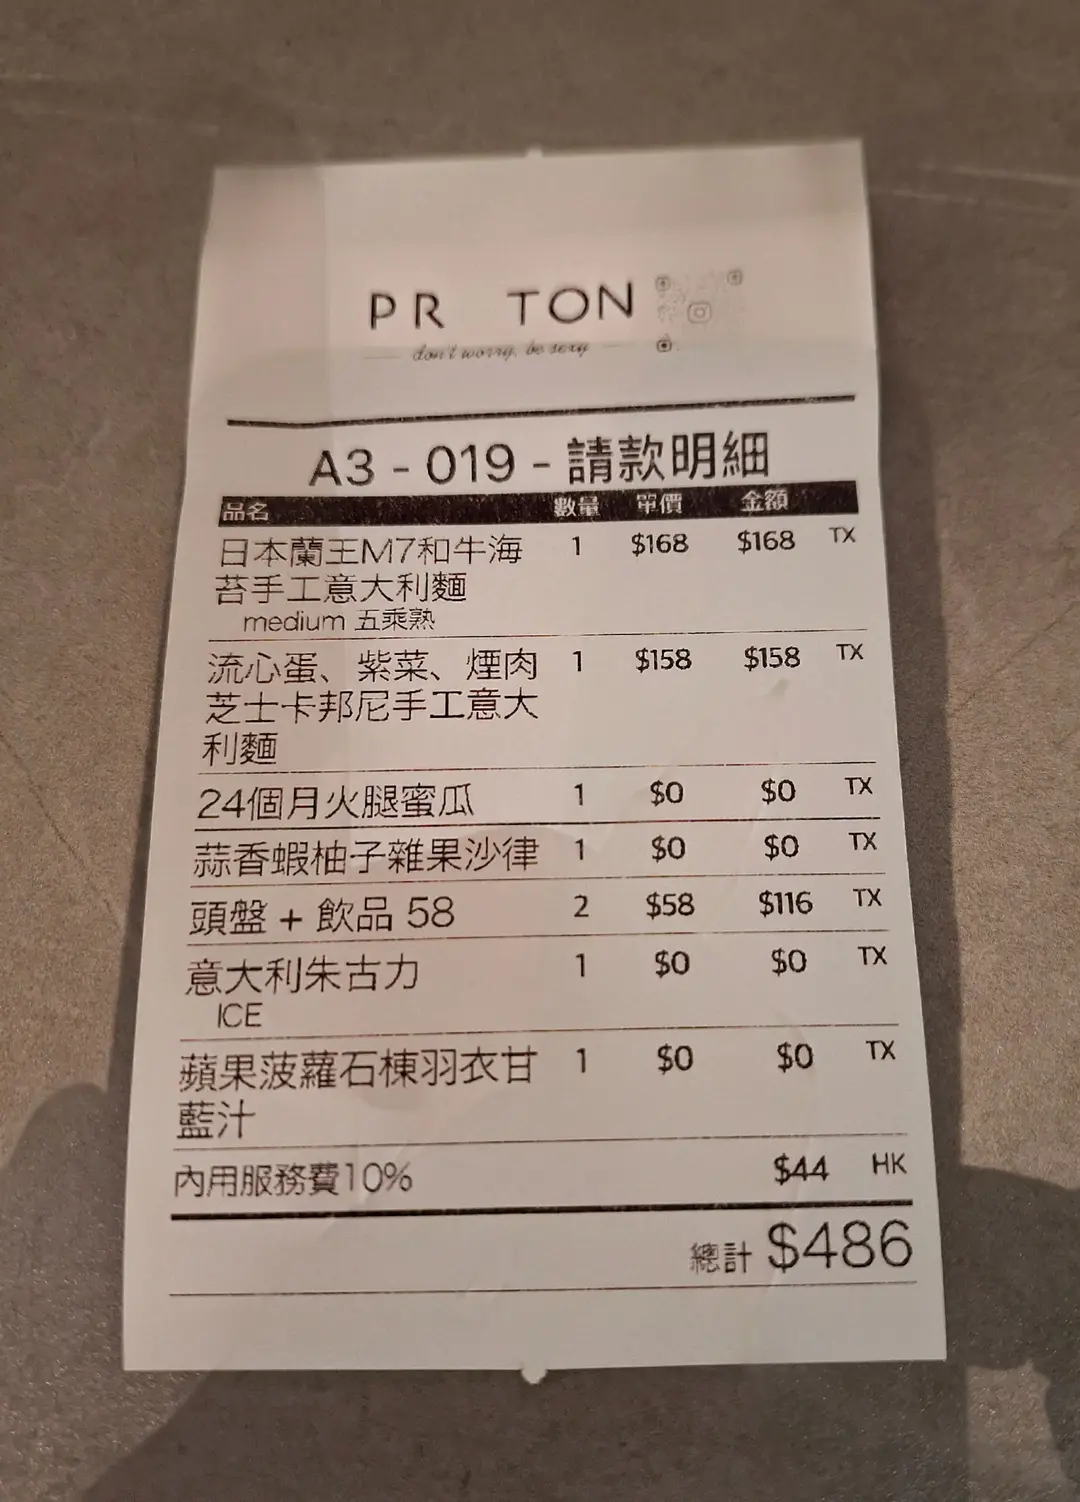 PR TON
don't worry, be sexy
A3 - 019 - 請款明細
品名 數量 單價 金額
日本蘭王M7和牛海 1 $168 $168 TX
苔手工意大利麵
medium 五乘熟
流心蛋、紫菜、煙肉 1 $158 $158 TX
芝士卡邦尼手工意大
利麵
24個月火腿蜜瓜 1 $0 $0 TX
蒜香蝦柚子雜果沙律 1 $0 $0 TX
頭盤 + 飲品 58 2 $58 $116 TX
意大利朱古力 1 $0 $0 TX
ICE
蘋果菠蘿石棟羽衣甘 1 $0 $0 TX
藍汁
內用服務費10% $44 HK
總計 $486